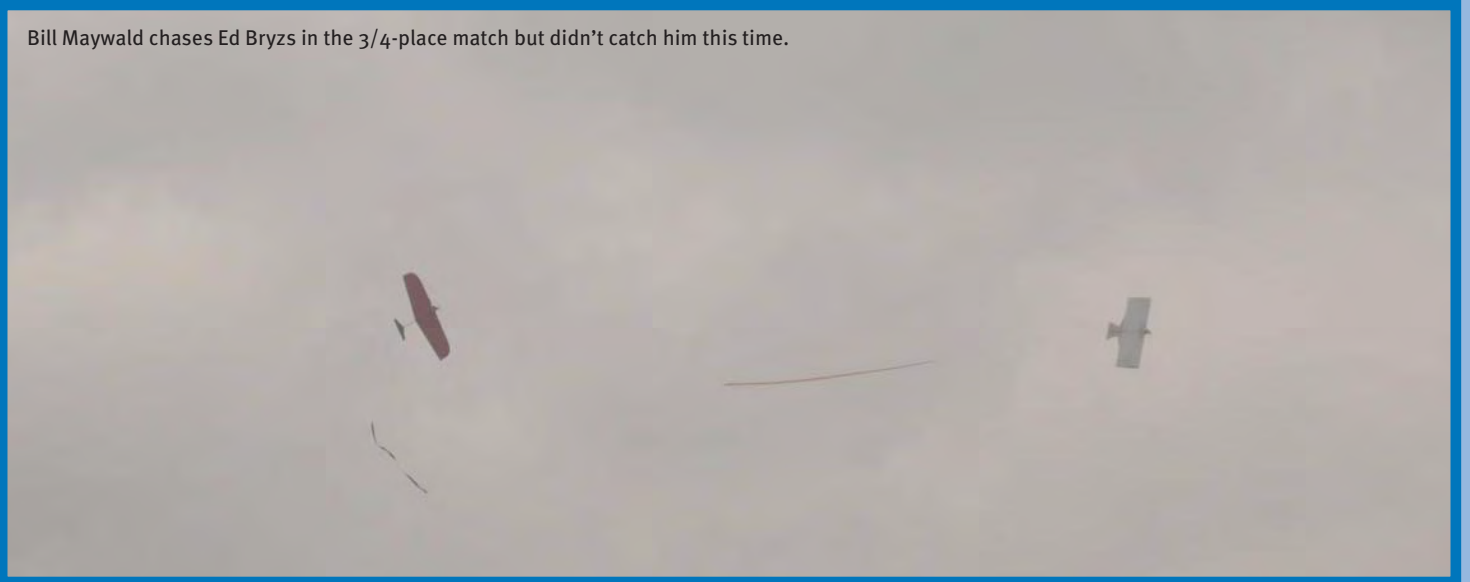 Bill Maywald chases Ed Bryzs in the 3/4-place match but didn’t catch him this time.